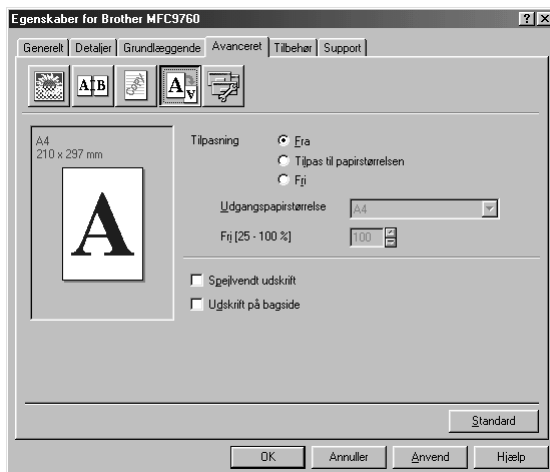 Egenskaber for Brother MFC9760
Generelt Detaljer Grundlæggende Avanceret Tilbehør Support
A B
Copy
A A
A4
210 x 297 mm
A
Tilpasning
Fra
Tilpas til papirstørrelsen
Fri
Udgangspapirstørrelse A4
Fri [25 - 100 %] 100
Spejlvendt udskrift
Udskrift på bagside
Standard
OK Annuller Anvend Hjælp